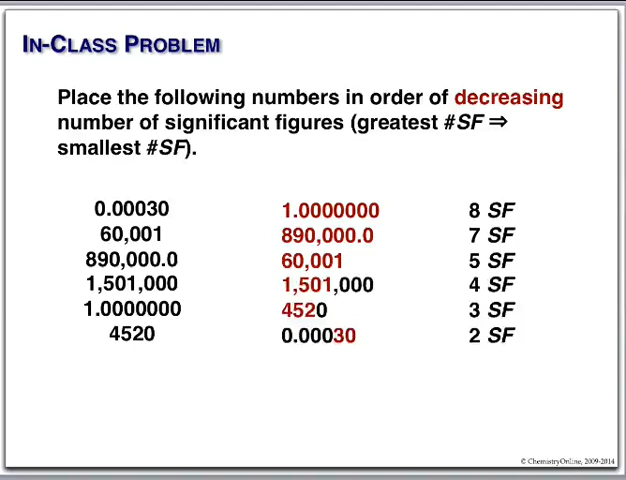 IN-CLASS PROBLEM
Place the following numbers in order of decreasing
number of significant figures (greatest #SF ⇒
smallest #SF).
0.00030 1.0000000 8 SF
60,001 890,000.0 7 SF
890,000.0 60,001 5 SF
1,501,000 1,501,000 4 SF
1.0000000 4520 3 SF
4520 0.00030 2 SF
© ChemistryOnline, 2009-2014